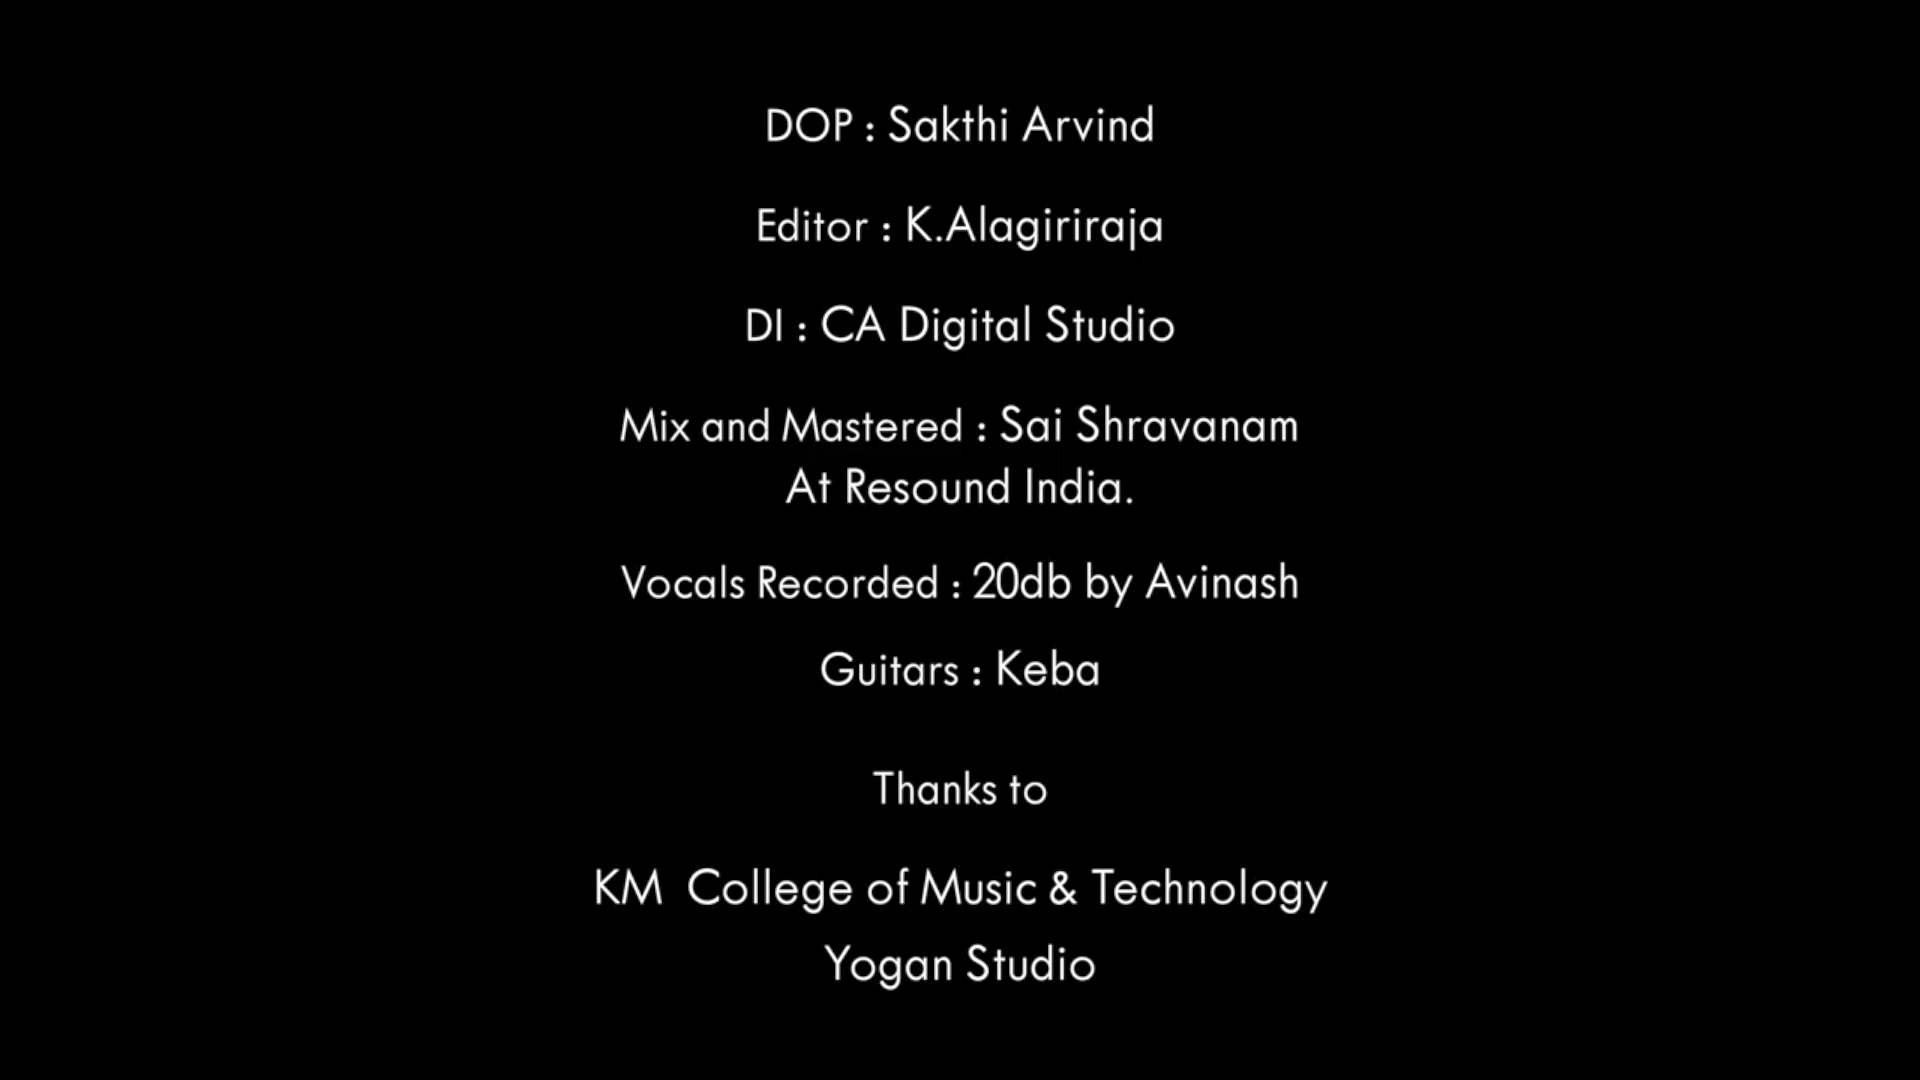 DOP : Sakthi Arvind
Editor : K.Alagiriraja
DI : CA Digital Studio
Mix and Mastered : Sai Shravanam
At Resound India.
Vocals Recorded : 20db by Avinash
Guitars : Keba
Thanks to
KM College of Music & Technology
Yogan Studio